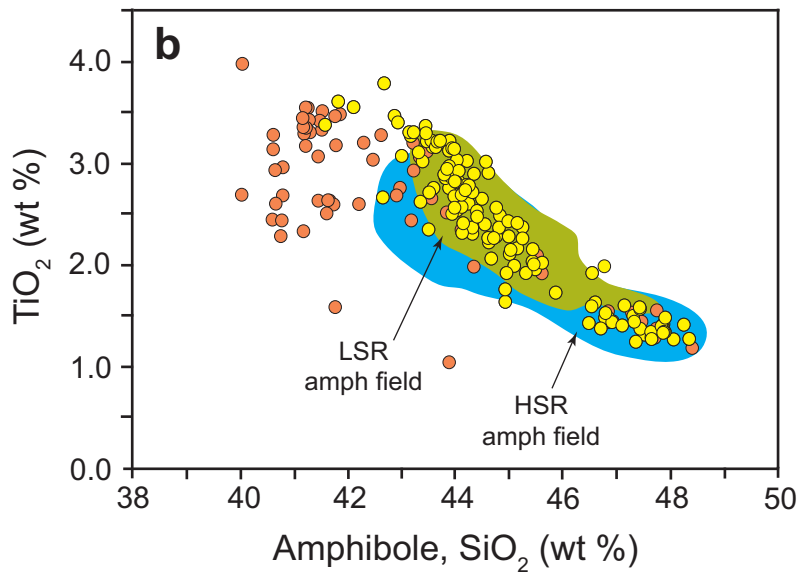 b
4.0
3.0
2.0
1.0
0.0
TiO₂ (wt %)
LSR
amph field
HSR
amph field
38 40 42 44 46 48 50
Amphibole, SiO₂ (wt %)